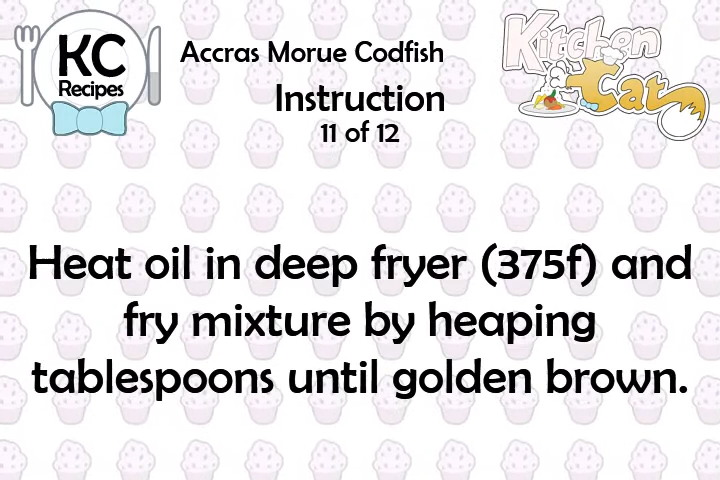 KC
Recipes
Accras Morue Codfish
Instruction
11 of 12
Kitchen
Cat
Heat oil in deep fryer (375f) and
fry mixture by heaping
tablespoons until golden brown.